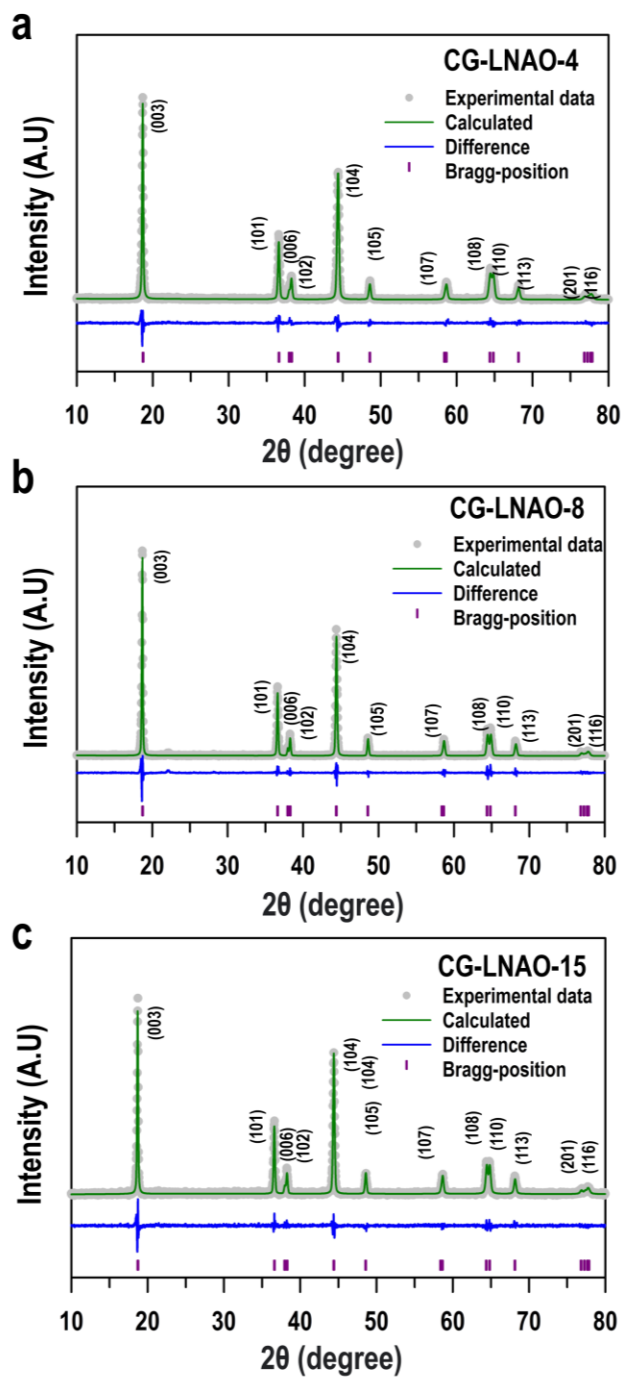 a
CG-LNAO-4
Experimental data
Calculated
Difference
Bragg-position
(003)
(101)
(006)
(102)
(104)
(105)
(107)
(108)
(110)
(113)
(201)
(116)
Intensity (A.U)
10 20 30 40 50 60 70 80
2θ (degree)
b
CG-LNAO-8
Experimental data
Calculated
Difference
Bragg-position
(003)
(101)
(006)
(102)
(104)
(105)
(107)
(108)
(110)
(113)
(201)
(116)
Intensity (A.U)
10 20 30 40 50 60 70 80
2θ (degree)
c
CG-LNAO-15
Experimental data
Calculated
Difference
Bragg-position
(003)
(101)
(006)
(102)
(104)
(104)
(105)
(107)
(108)
(110)
(113)
(201)
(116)
Intensity (A.U)
10 20 30 40 50 60 70 80
2θ (degree)